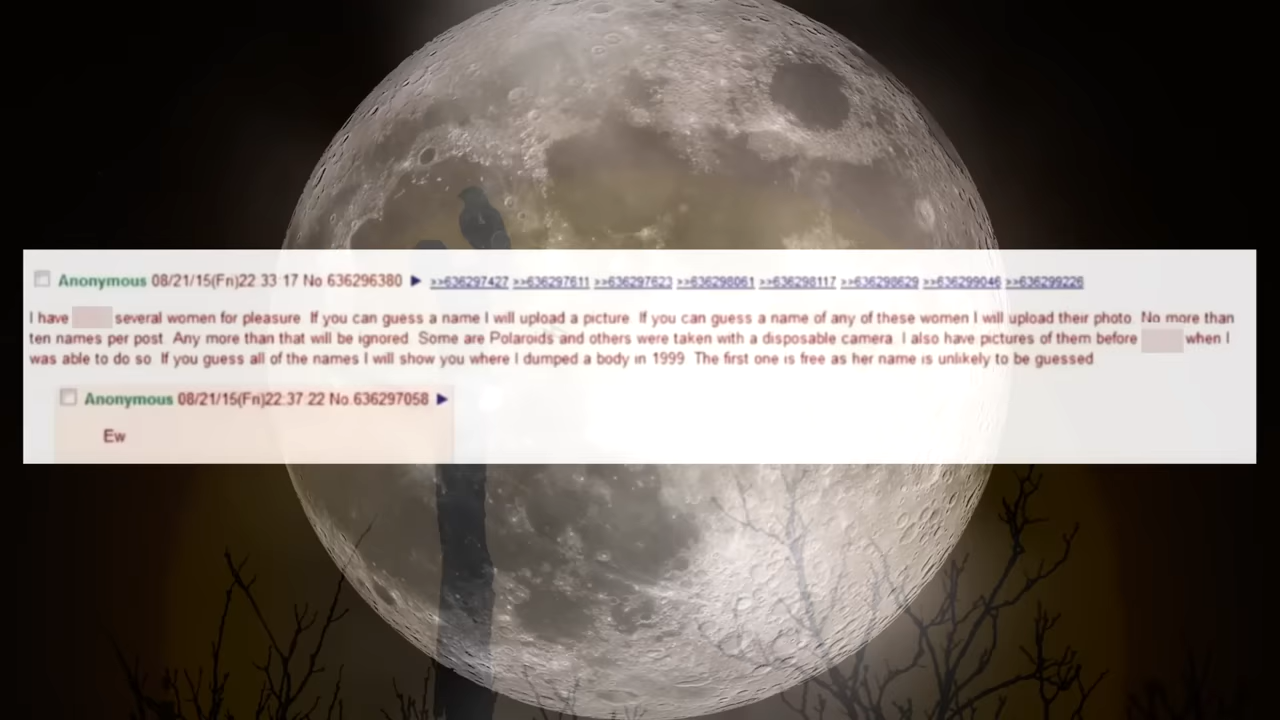 Anonymous 08/21/15(Fri)22 33 17 No 636296380 ▶ >>636297427 >>636297611 >>636297623 >>636298061 >>636298117 >>636298629 >>636299046 >>636299226
I have several women for pleasure. If you can guess a name I will upload a picture. If you can guess a name of any of these women I will upload their photo. No more than
ten names per post. Any more than that will be ignored. Some are Polaroids and others were taken with a disposable camera. I also have pictures of them before when I
was able to do so. If you guess all of the names I will show you where I dumped a body in 1999. The first one is free as her name is unlikely to be guessed.
Anonymous 08/21/15(Fri)22:37:22 No.636297058 ▶
Ew